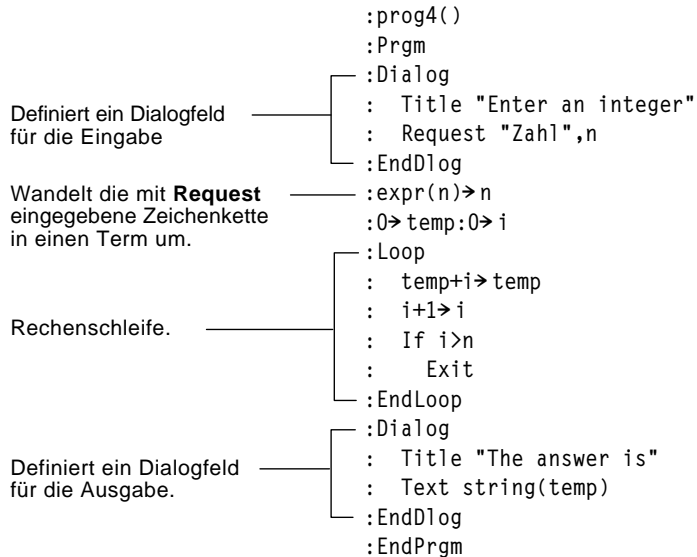 :prog4()
:Prgm
:Dialog
:  Title "Enter an integer"
Definiert ein Dialogfeld
für die Eingabe
:  Request "Zahl",n
:EndDlog
Wandelt die mit Request
eingegebene Zeichenkette
in einen Term um.
:expr(n)→n
:0→temp:0→i
:Loop
:  temp+i→temp
:  i+1→i
Rechenschleife.
:  If i>n
:    Exit
:EndLoop
:Dialog
Definiert ein Dialogfeld
für die Ausgabe.
:  Title "The answer is"
:  Text string(temp)
:EndDlog
:EndPrgm